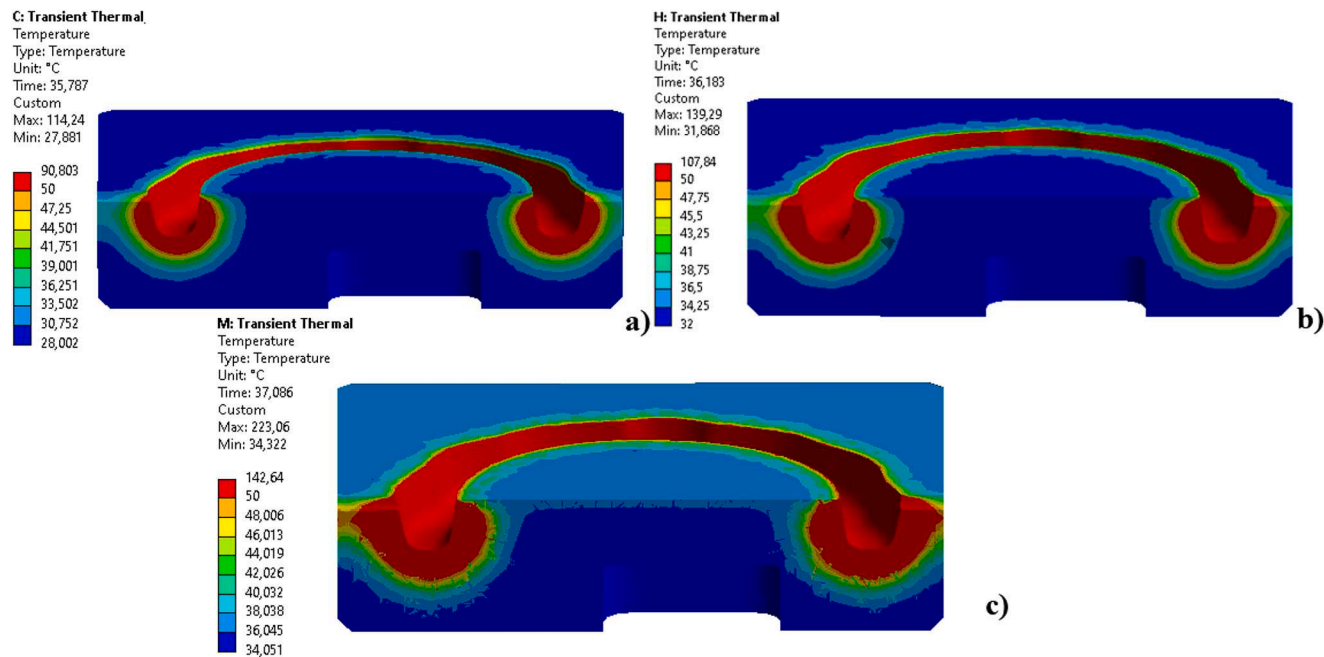 C: Transient Thermal
Temperature
Type: Temperature
Unit: °C
Time: 35,787
Custom
Max: 114,24
Min: 27,881
90,803
50
47,25
44,501
41,751
39,001
36,251
33,502
30,752
28,002
a)
H: Transient Thermal
Temperature
Type: Temperature
Unit: °C
Time: 36,183
Custom
Max: 139,29
Min: 31,868
107,84
50
47,75
45,5
43,25
41
38,75
36,5
34,25
32
b)
M: Transient Thermal
Temperature
Type: Temperature
Unit: °C
Time: 37,086
Custom
Max: 223,06
Min: 34,322
142,64
50
48,006
46,013
44,019
42,026
40,032
38,038
36,045
34,051
c)